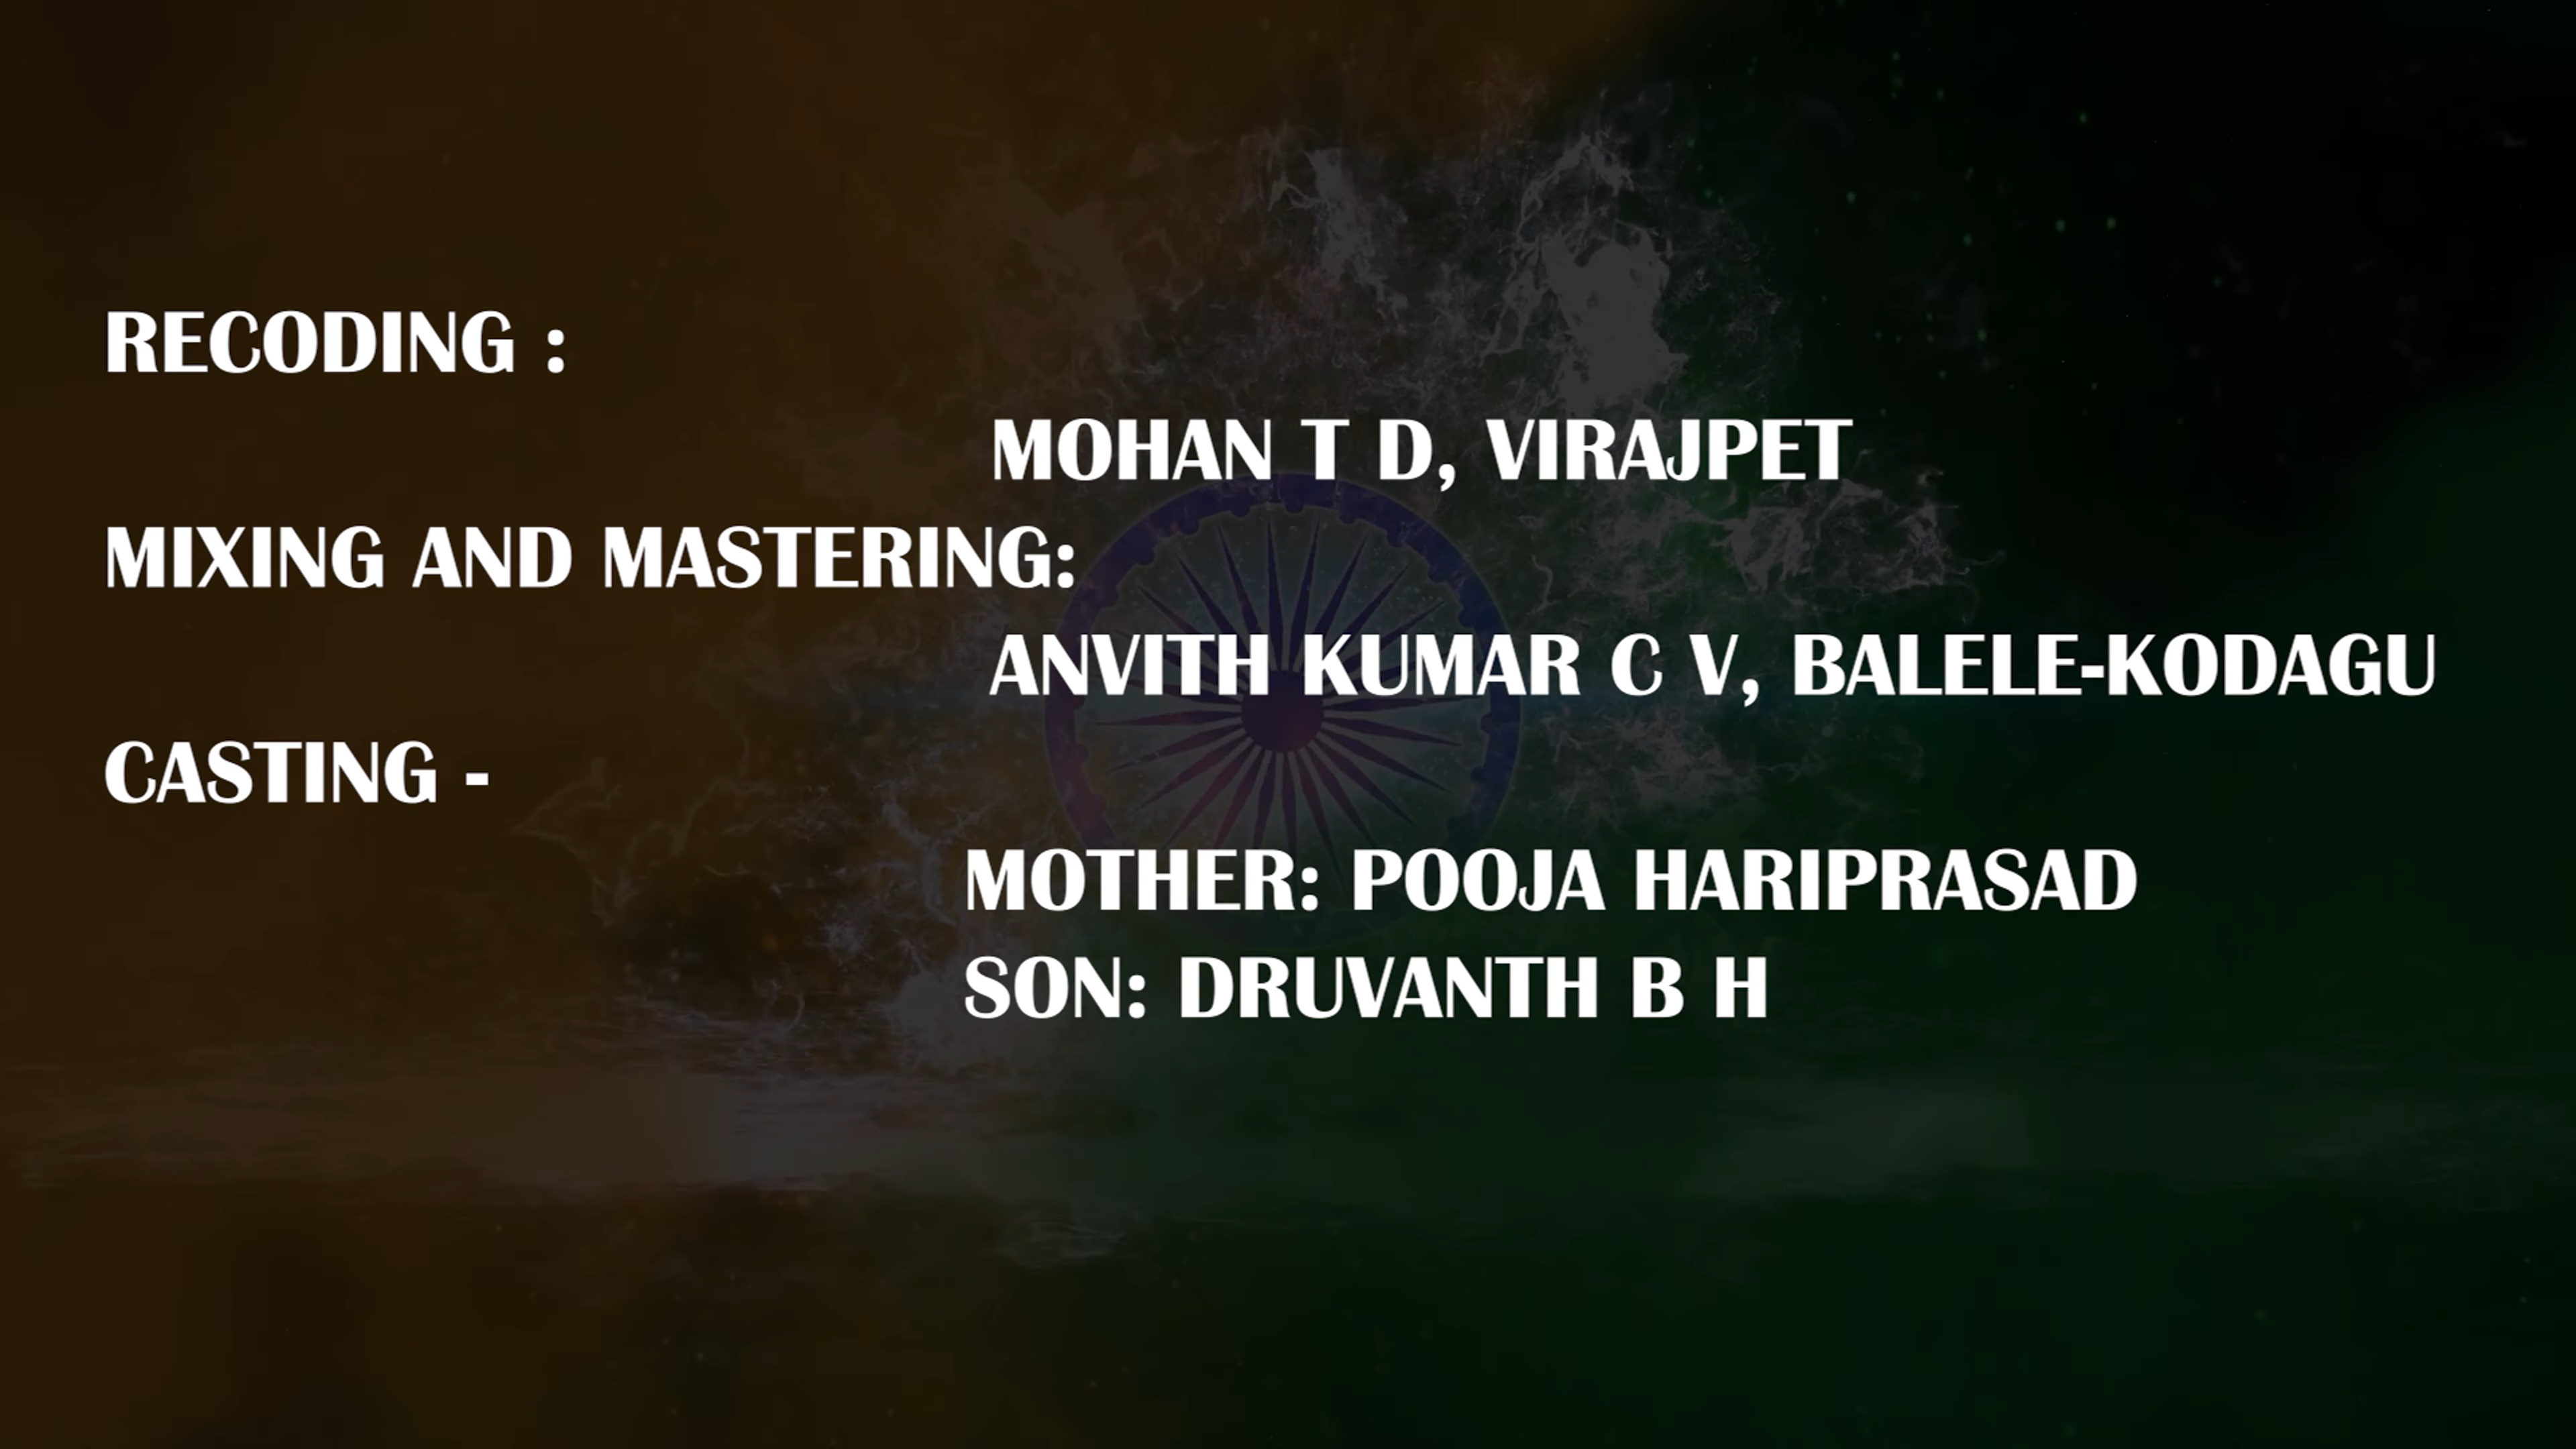 RECODING :
MOHAN T D, VIRAJPET
MIXING AND MASTERING:
ANVITH KUMAR C V, BALELE-KODAGU
CASTING -
MOTHER: POOJA HARIPRASAD
SON: DRUVANTH B H